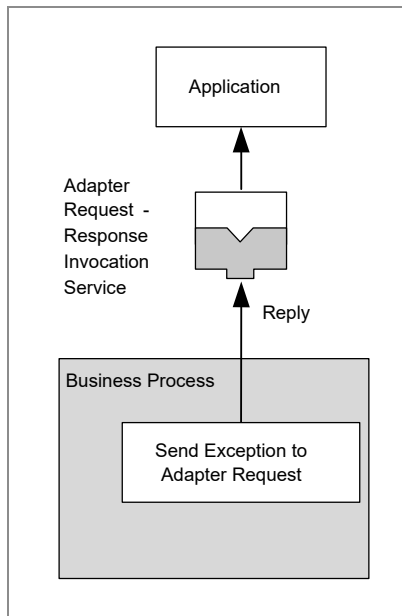 Application
Adapter
Request -
Response
Invocation
Service
Reply
Business Process
Send Exception to
Adapter Request